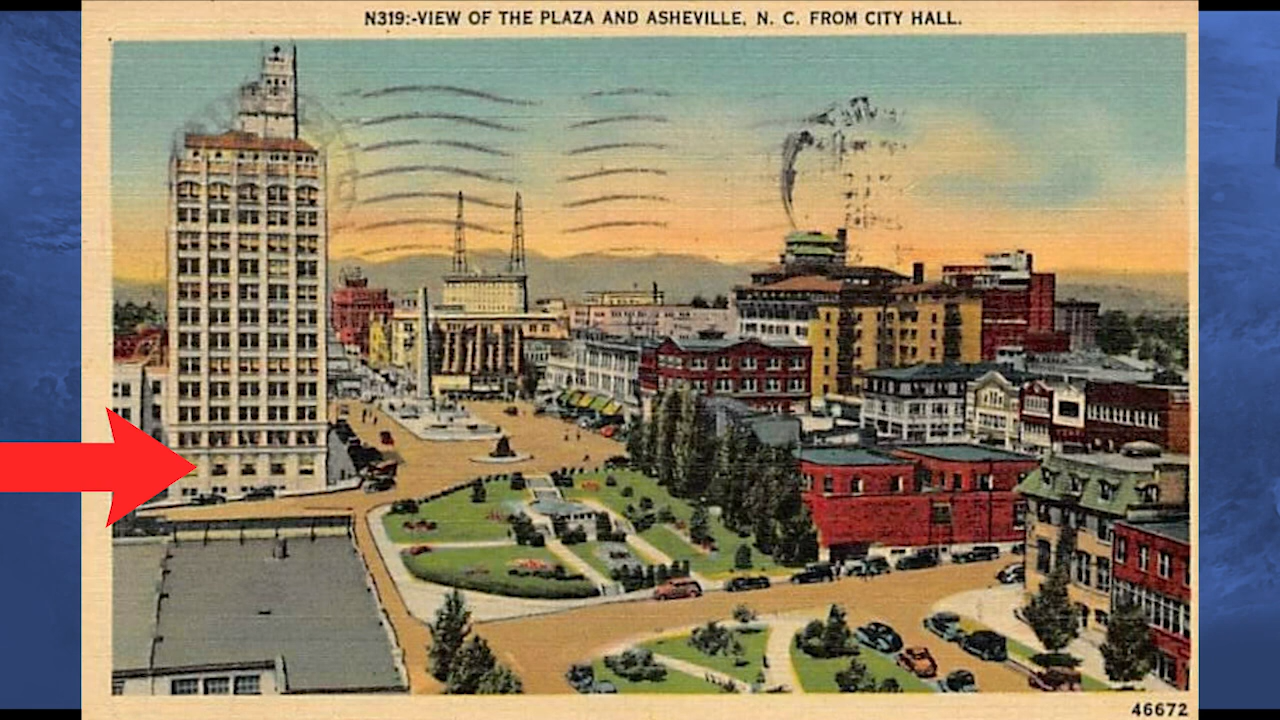 N319:-VIEW OF THE PLAZA AND ASHEVILLE, N. C. FROM CITY HALL.
46672